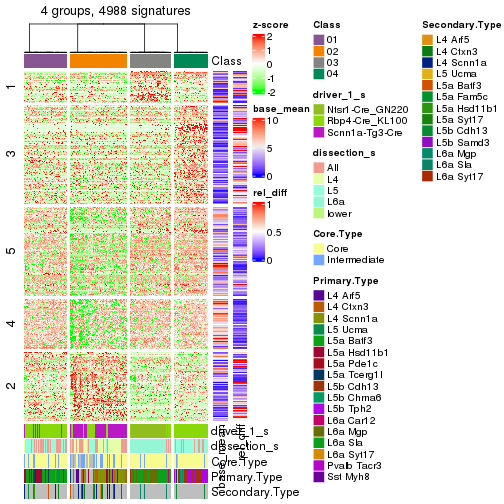 4 groups, 4988 signatures
Class
1
3
5
4
2
driver_1_s
dissection_s
Core.Type
Primary.Type
Secondary.Type
base_mean
rel_diff
z-score
2
1
0
-1
-2
base_mean
10
5
0
rel_diff
1
0.5
0
Class
01
02
03
04
driver_1_s
Ntsr1-Cre_GN220
Rbp4-Cre_KL100
Scnn1a-Tg3-Cre
dissection_s
All
L4
L5
L6a
lower
Core.Type
Core
Intermediate
Primary.Type
L4 Arf5
L4 Ctxn3
L4 Scnn1a
L5 Ucma
L5a Batf3
L5a Hsd11b1
L5a Pde1c
L5a Tcerg1l
L5b Cdh13
L5b Chrna6
L5b Tph2
L6a Car12
L6a Mgp
L6a Sla
L6a Syt17
Pvalb Tacr3
Sst Myh8
Secondary.Type
L4 Arf5
L4 Ctxn3
L4 Scnn1a
L5 Ucma
L5a Batf3
L5a Fam5c
L5a Hsd11b1
L5a Syt17
L5b Cdh13
L5b Samd3
L6a Mgp
L6a Sla
L6a Syt17